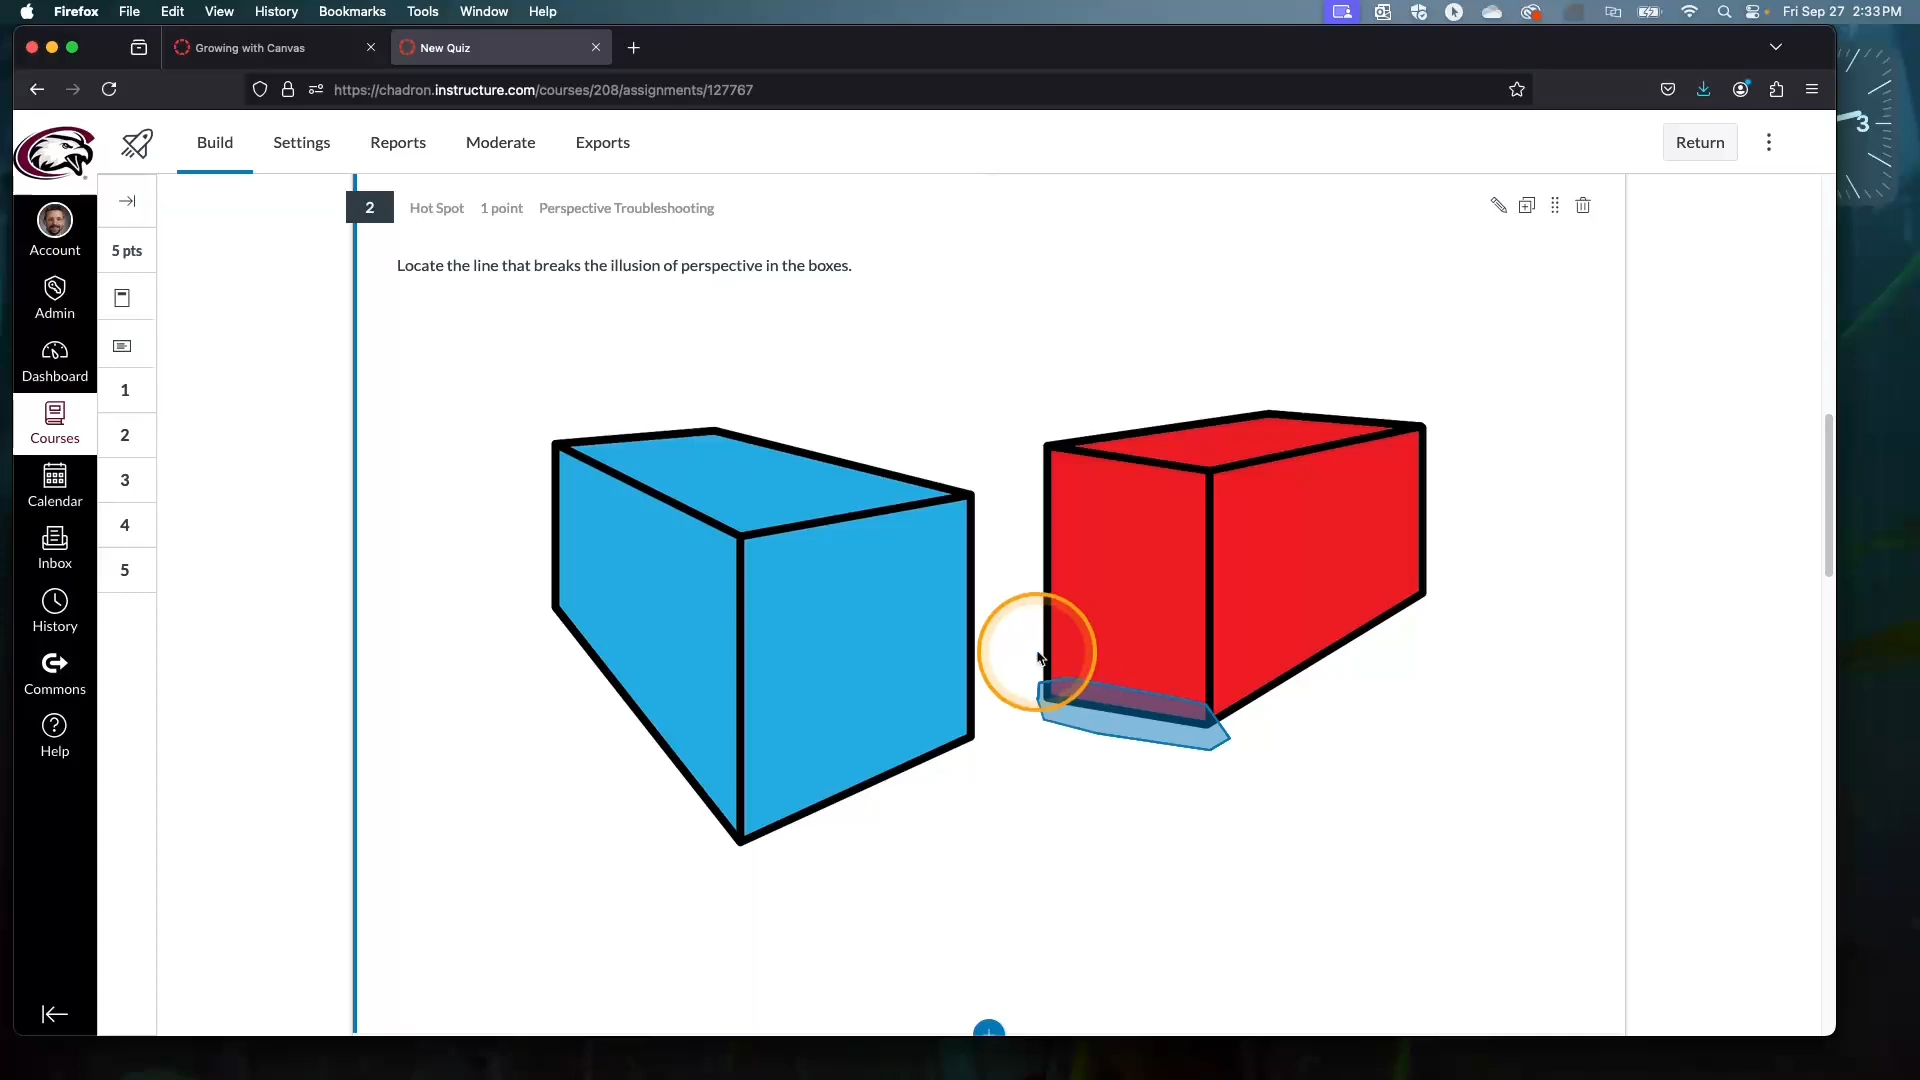 Firefox File Edit View History Bookmarks Tools Window Help Fri Sep 27 2:33 PM
Growing with Canvas New Quiz
https://chadron.instructure.com/courses/208/assignments/127767
3
Build Settings Reports Moderate Exports Return
2 Hot Spot 1 point Perspective Troubleshooting
Locate the line that breaks the illusion of perspective in the boxes.
Account
Admin
Dashboard
Courses
Calendar
Inbox
History
Commons
Help
5 pts
1
2
3
4
5